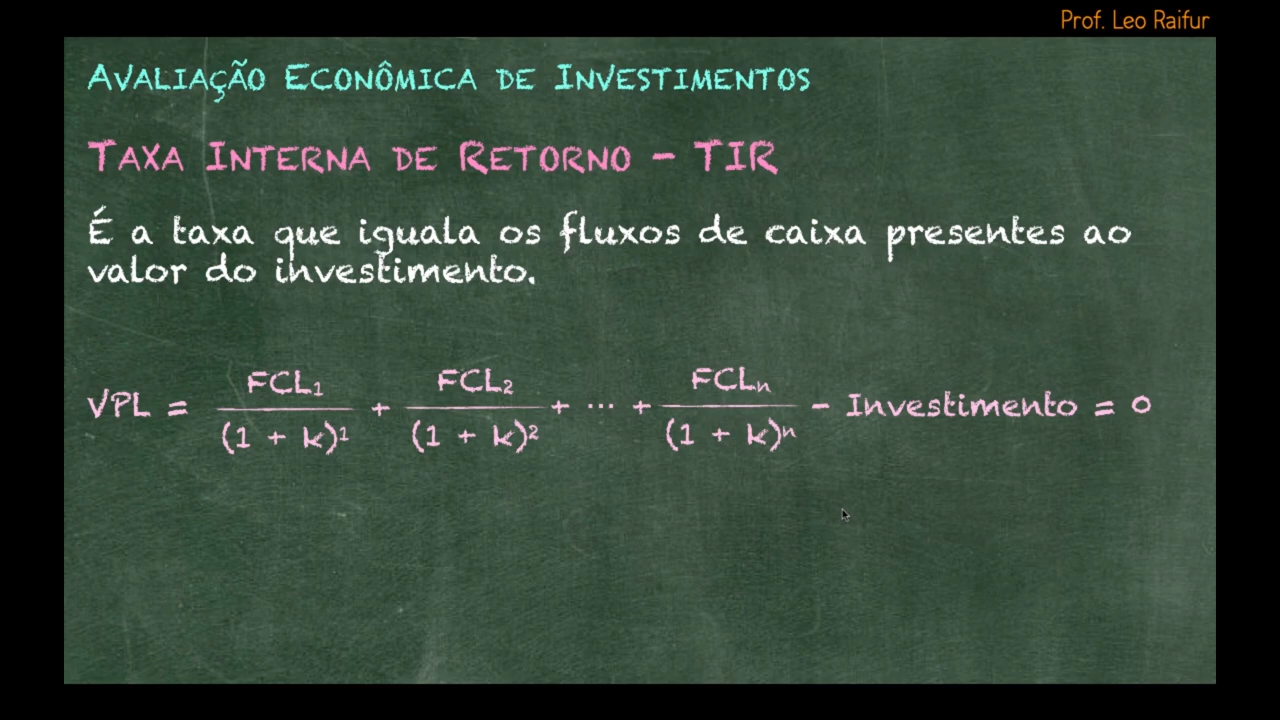 Prof. Leo Raifur
AVALIAÇÃO ECONÔMICA DE INVESTIMENTOS
TAXA INTERNA DE RETORNO - TIR
É a taxa que iguala os fluxos de caixa presentes ao
valor do investimento.
VPL = FCL₁/(1 + k)¹ + FCL₂/(1 + k)² + ... + FCLₙ/(1 + k)ⁿ - Investimento = 0